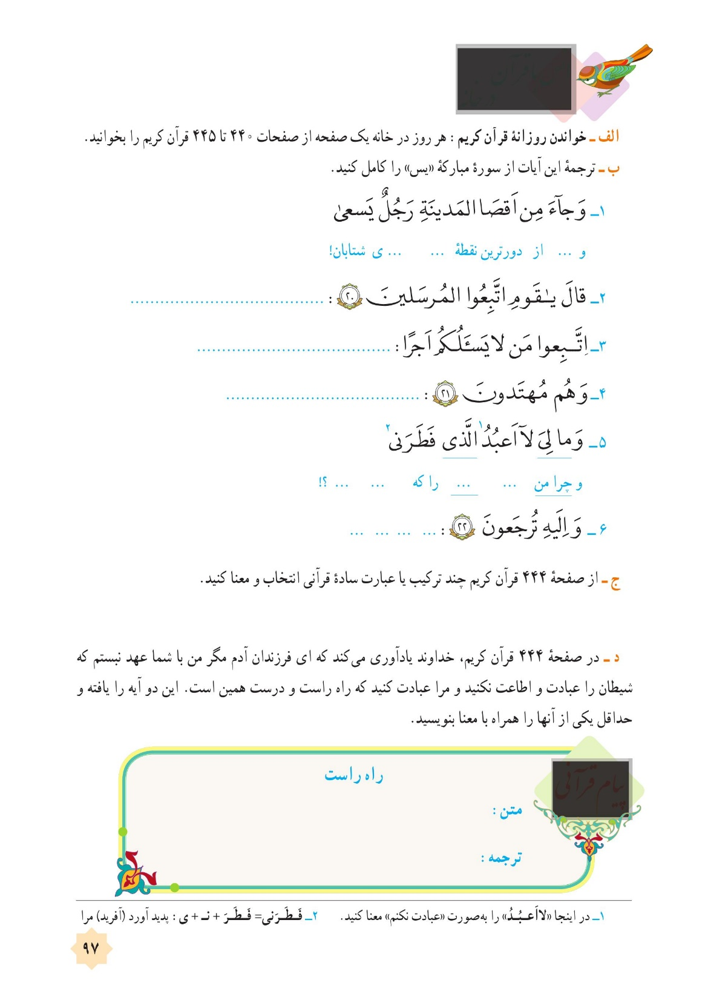 الف ـ خواندن روزانهٔ قرآن کریم : هر روز در خانه یک صفحه از صفحات ۴۴۰ تا ۴۴۵ قرآن کریم را بخوانید.
ب ـ ترجمهٔ این آیات از سورهٔ مبارکهٔ «یس» را کامل کنید.
۱ـ وَ جآءَ مِن اَقصَا المَدینَةِ رَجُلٌ یَسعیٰ
و ... از دورترین نقطهٔ ... ... ی شتابان!
۲ـ قالَ یـٰقَومِ اتَّبِعُوا المُرسَلینَ ۲۰ : .......................................
۳ـ اِتَّبِعوا مَن لا یَسـَٔلُکُم اَجرًا : .......................................
۴ـ وَ هُم مُهتَدونَ ۲۱ : .......................................
۵ ـ وَ ما لِیَ لآ اَعبُدُ۱ الَّذی فَطَرَنی۲
و چرا من ... ... را که ... ... ؟!
۶ ـ وَ اِلَیهِ تُرجَعونَ ۲۲ : ... ... ... ...
ج ـ از صفحهٔ ۴۴۴ قرآن کریم چند ترکیب یا عبارت سادهٔ قرآنی انتخاب و معنا کنید.
د ـ در صفحهٔ ۴۴۴ قرآن کریم، خداوند یادآوری می‌کند که ای فرزندان آدم مگر من با شما عهد نبستم که
شیطان را عبادت و اطاعت نکنید و مرا عبادت کنید که راه راست و درست همین است. این دو آیه را یافته و
حداقل یکی از آنها را همراه با معنا بنویسید.
پیام قرآنی
راه راست
متن :
ترجمه :
۱ـ در اینجا «لا اَعـبُـدُ» را به‌صورت «عبادت نکنم» معنا کنید. ۲ـ فَـطَـرَنی= فَـطَـرَ + نـ + ی : پدید آورد (آفرید) مرا
۹۷